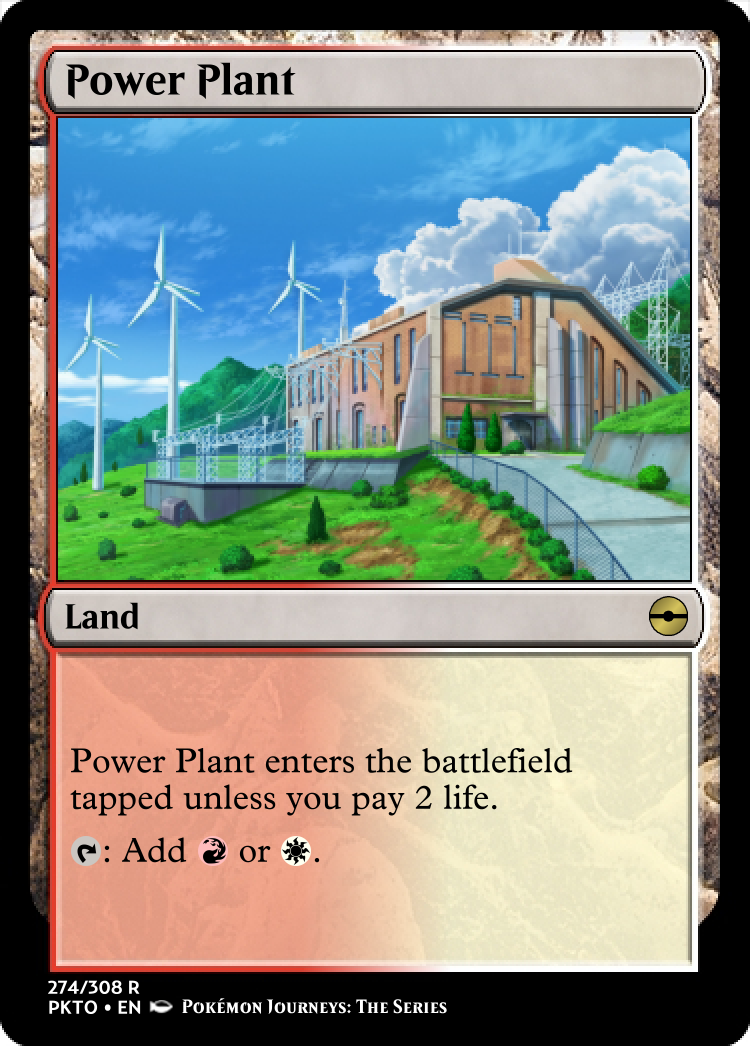 Power Plant
Land
Power Plant enters the battlefield
tapped unless you pay 2 life.
: Add or .
274/308 R
PKTO • EN Pokémon Journeys: The Series